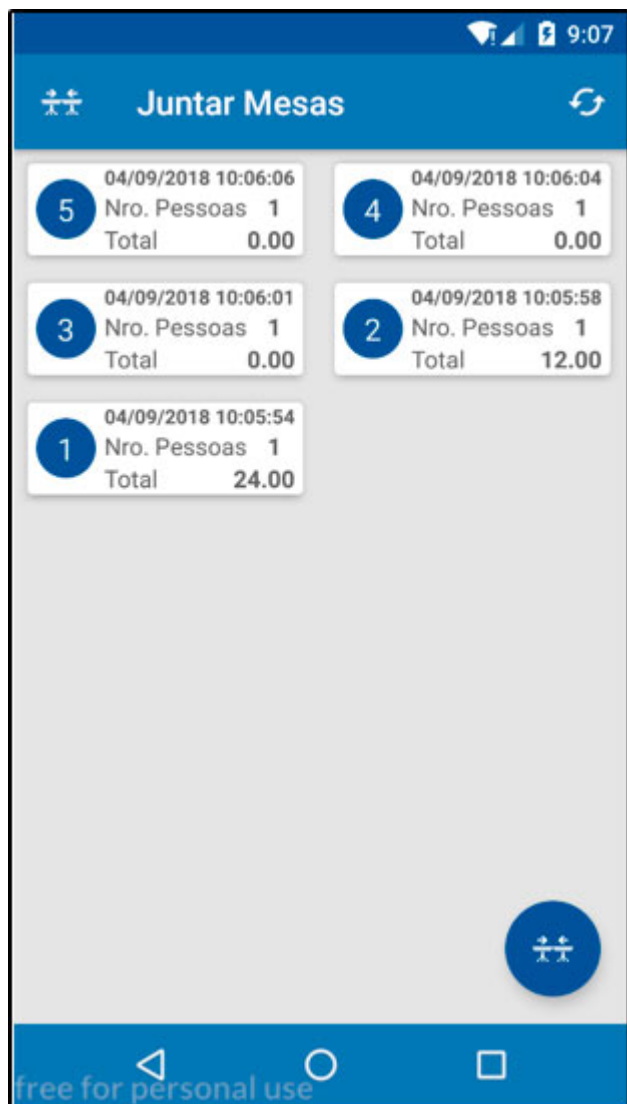 9:07
Juntar Mesas
5
04/09/2018 10:06:06
Nro. Pessoas 1
Total 0.00
4
04/09/2018 10:06:04
Nro. Pessoas 1
Total 0.00
3
04/09/2018 10:06:01
Nro. Pessoas 1
Total 0.00
2
04/09/2018 10:05:58
Nro. Pessoas 1
Total 12.00
1
04/09/2018 10:05:54
Nro. Pessoas 1
Total 24.00
free for personal use